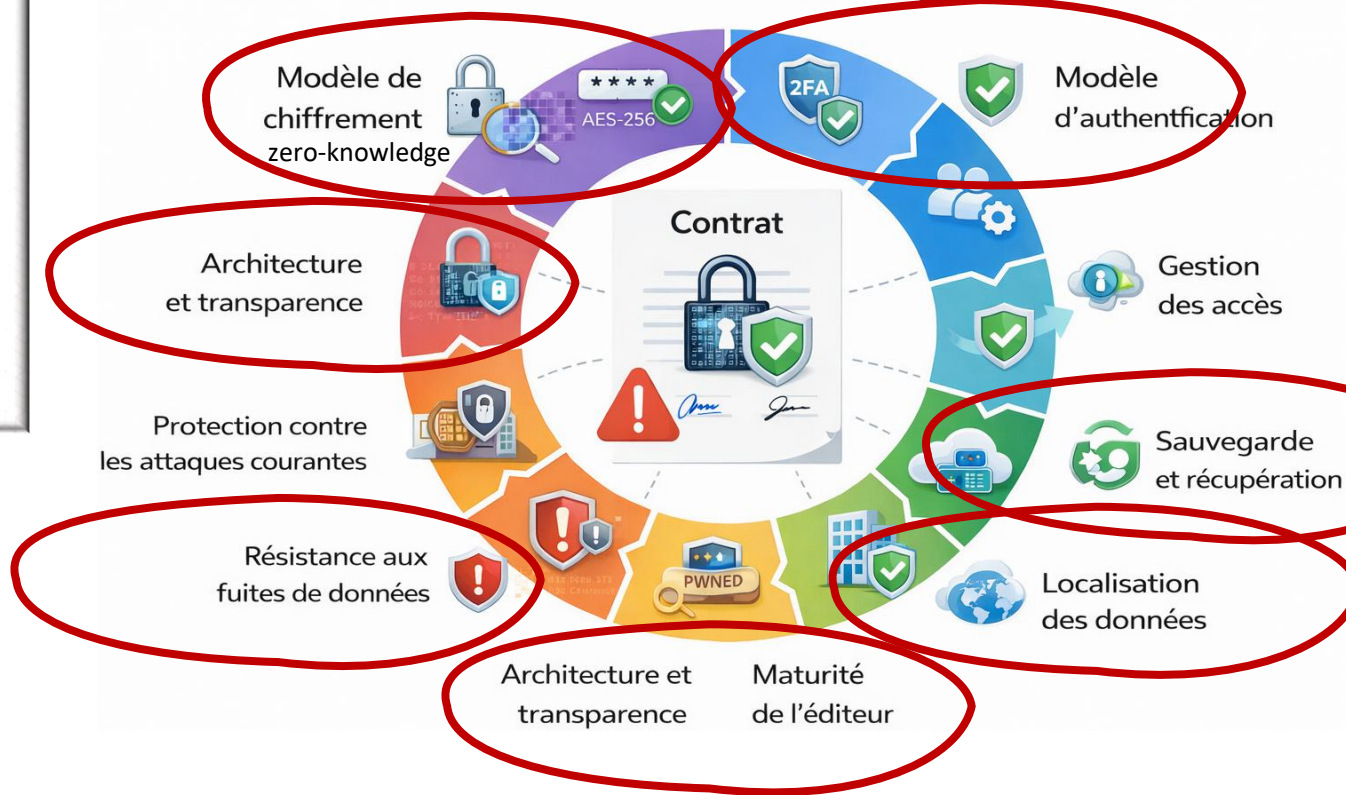 Modèle de
chiffrement
zero-knowledge
****
AES-256
2FA
Modèle
d'authentfication
Architecture
et transparence
Contrat
Gestion
des accès
Protection contre
les attaques courantes
Sauvegarde
et récupération
Résistance aux
fuites de données
PWNED
Localisation
des données
Architecture et
transparence
Maturité
de l'éditeur